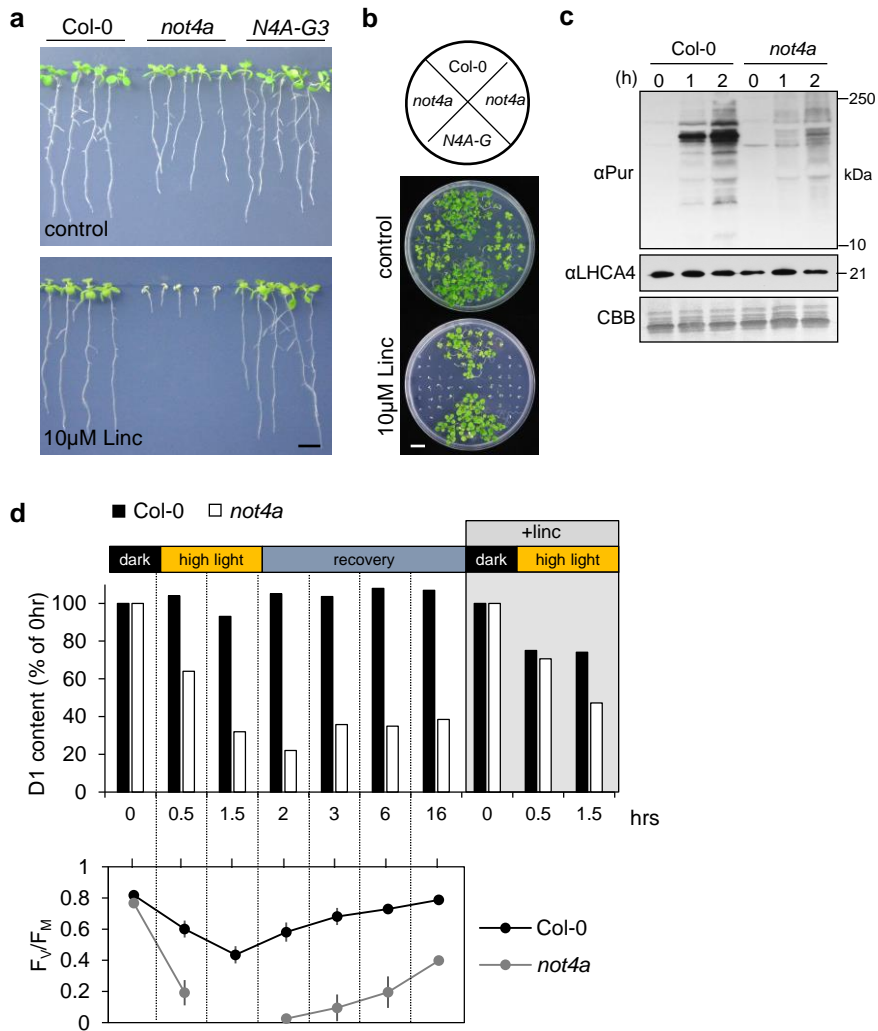 a
Col-0 not4a N4A-G3
control
10µM Linc
b
Col-0
not4a not4a
N4A-G
control
10µM Linc
c
Col-0 not4a
(h) 0 1 2 0 1 2
250
αPur
kDa
10
αLHCA4
21
CBB
d
Col-0 not4a
+linc
dark high light recovery dark high light
D1 content (% of 0hr)
100
80
60
40
20
0
0 0.5 1.5 2 3 6 16 0 0.5 1.5 hrs
FV/FM
1
0.8
0.6
0.4
0.2
0
Col-0
not4a